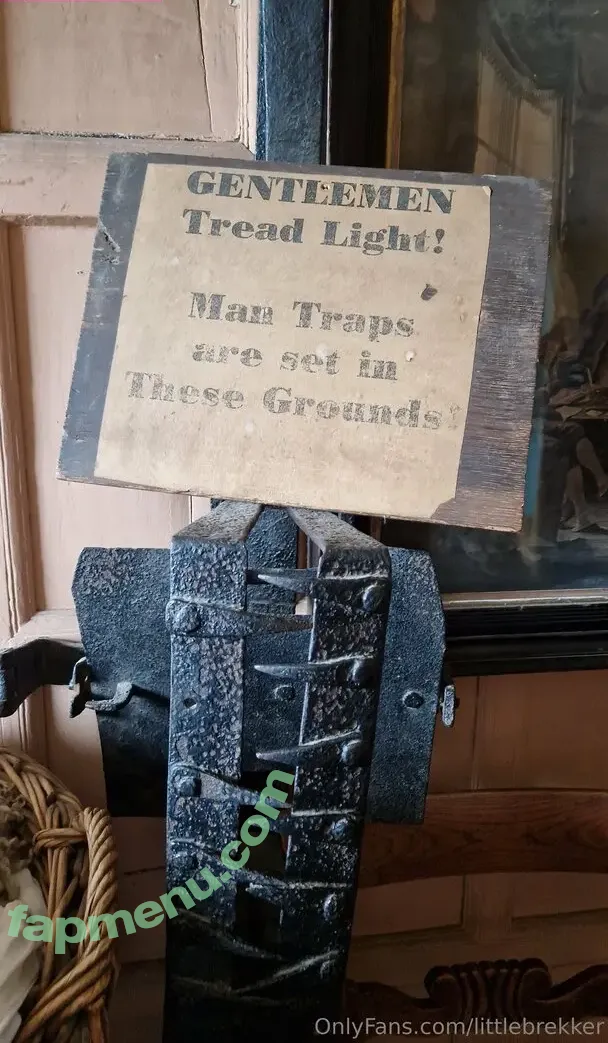 GENTLEMEN
Tread Light!
Man Traps
are set in
These Grounds!
fapmenu.com
OnlyFans.com/littlebrekker